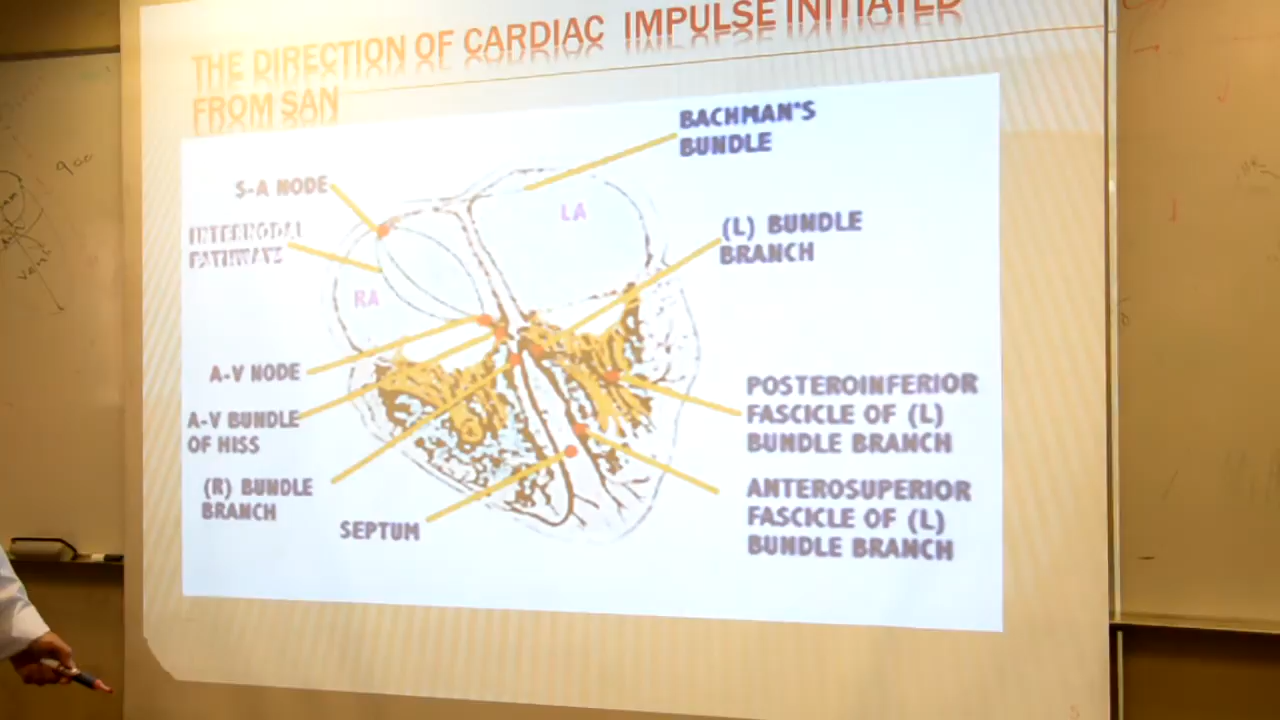 THE DIRECTION OF CARDIAC IMPULSE INITIATED
FROM SAN
BACHMAN'S
BUNDLE
S-A NODE
LA
INTERNODAL
PATHWAYS
(L) BUNDLE
BRANCH
RA
A-V NODE
A-V BUNDLE
OF HISS
POSTEROINFERIOR
FASCICLE OF (L)
BUNDLE BRANCH
(R) BUNDLE
BRANCH
SEPTUM
ANTEROSUPERIOR
FASCICLE OF (L)
BUNDLE BRANCH
900